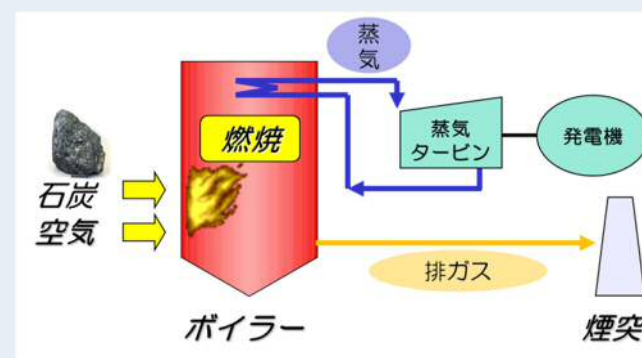 蒸
気
燃焼
蒸気
タービン
発電機
石炭
空気
排ガス
ボイラー
煙突